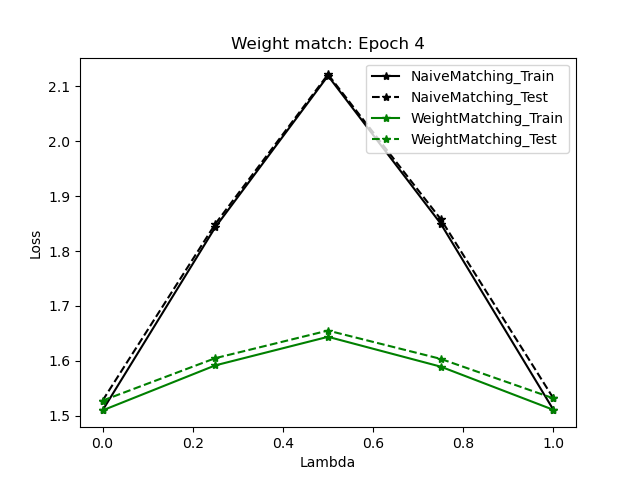 Weight match: Epoch 4
NaiveMatching_Train
NaiveMatching_Test
WeightMatching_Train
WeightMatching_Test
Loss
2.1
2.0
1.9
1.8
1.7
1.6
1.5
0.0 0.2 0.4 0.6 0.8 1.0
Lambda